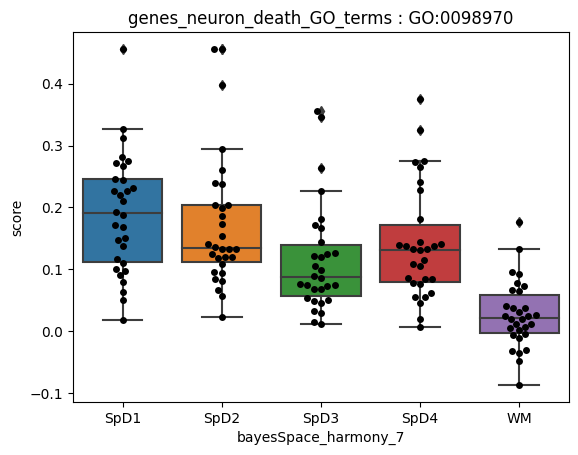 genes_neuron_death_GO_terms : GO:0098970
score
0.4
0.3
0.2
0.1
0.0
−0.1
SpD1 SpD2 SpD3 SpD4 WM
bayesSpace_harmony_7